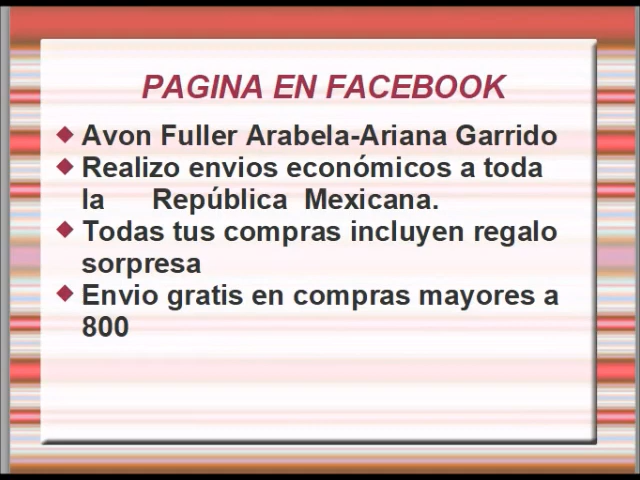 PAGINA EN FACEBOOK
Avon Fuller Arabela-Ariana Garrido
Realizo envios económicos a toda
la República Mexicana.
Todas tus compras incluyen regalo
sorpresa
Envio gratis en compras mayores a
800